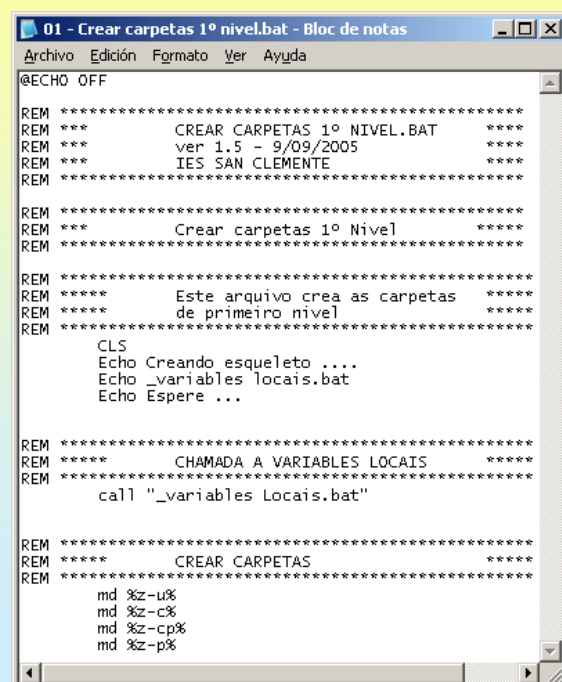 01 - Crear carpetas 1º nivel.bat - Bloc de notas
Archivo Edición Formato Ver Ayuda
@ECHO OFF
REM **************************************************
REM *** CREAR CARPETAS 1º NIVEL.BAT ****
REM *** ver 1.5 - 9/09/2005 ****
REM *** IES SAN CLEMENTE ****
REM **************************************************
REM **************************************************
REM *** Crear carpetas 1º Nivel *****
REM **************************************************
REM ***************************************************
REM ***** Este arquivo crea as carpetas *****
REM ***** de primeiro nivel *****
REM ***************************************************
CLS
Echo Creando esqueleto ....
Echo _variables locais.bat
Echo Espere ...
REM ***************************************************
REM ***** CHAMADA A VARIABLES LOCAIS *****
REM ***************************************************
call "_variables Locais.bat"
REM ***************************************************
REM ***** CREAR CARPETAS *****
REM ***************************************************
md %z-u%
md %z-c%
md %z-cp%
md %z-p%